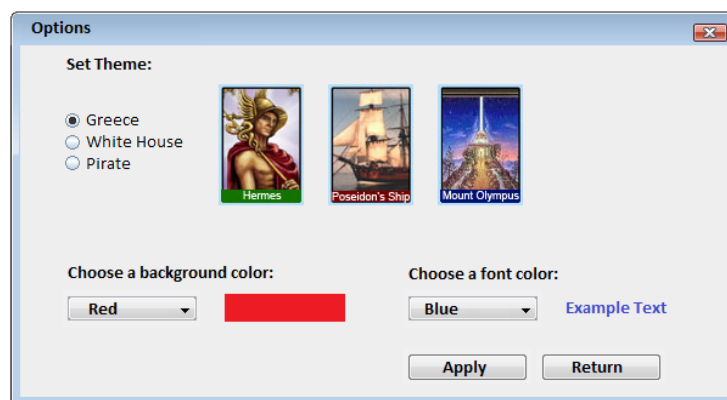 Options
Set Theme:
Greece
White House
Pirate
Hermes
Poseidon's Ship
Mount Olympus
Choose a background color:
Choose a font color:
Red
Blue
Example Text
Apply
Return